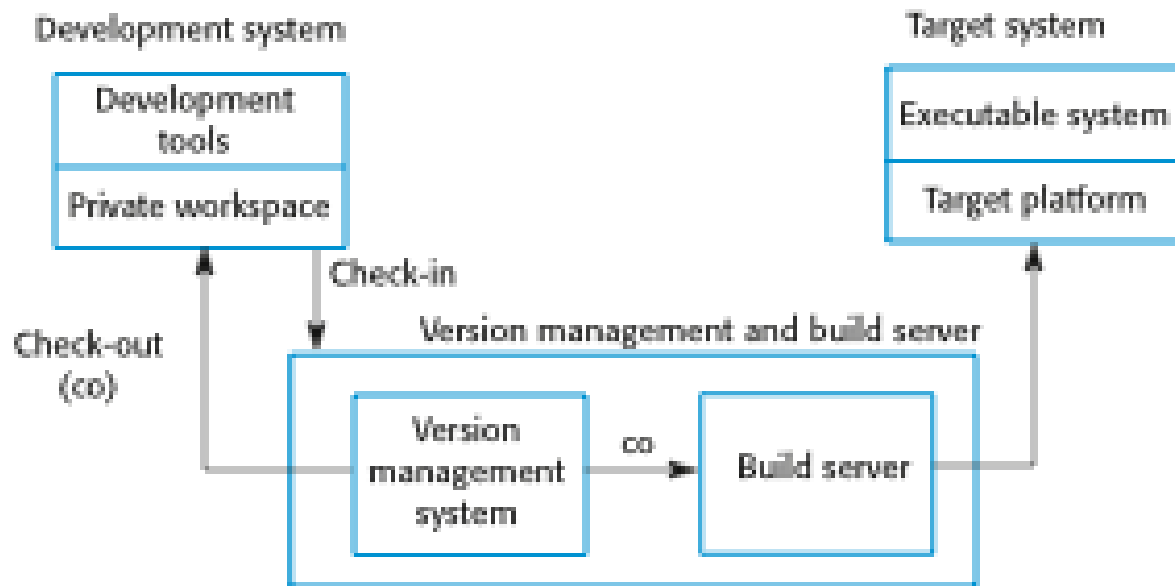 Development system
Target system
Development
tools
Private workspace
Executable system
Target platform
Check-in
Check-out
(co)
Version management and build server
Version
management
system
co
Build server